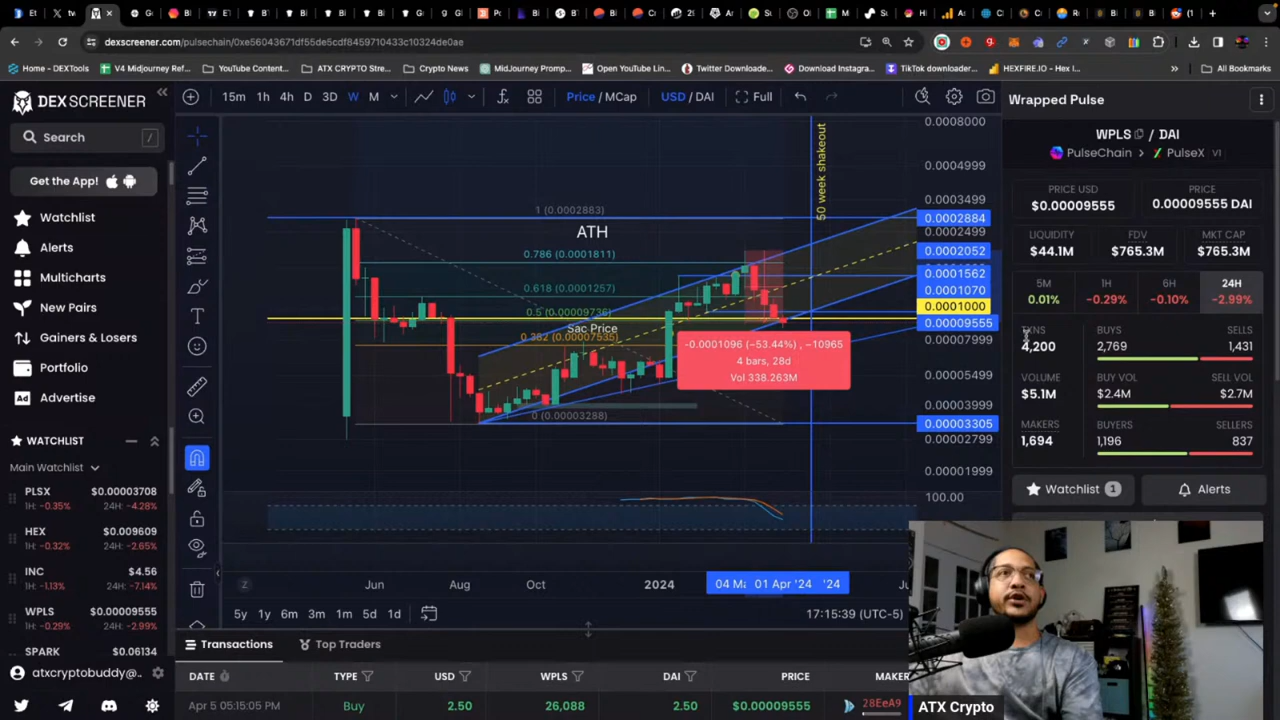 Et
tw
dexscreener.com/pulsechain/0xe56043671df55de5cdf8459710433c10324de0ae
Home - DEXTools
V4 Midjourney Ref...
YouTube Content...
ATX CRYPTO Stre...
Crypto News
MidJourney Promp...
Open YouTube Lin...
Twitter Downloade...
Download Instagra...
TikTok downloader...
HEXFIRE.IO - Hex I...
All Bookmarks
DEX SCREENER
Search
/
Get the App!
Watchlist
Alerts
Multicharts
New Pairs
Gainers & Losers
Portfolio
Advertise
WATCHLIST
Main Watchlist
PLSX $0.00003708
1H: -0.35% 24H: -4.28%
HEX $0.009609
1H: -0.32% 24H: -2.65%
INC $4.56
1H: -1.13% 24H: -7.14%
WPLS $0.00009555
1H: -0.29% 24H: -2.99%
SPARK $0.06134
atxcryptobuddy@..
15m 1h 4h D 3D W M
Price / MCap
USD / DAI
Full
50 week shakeout
1 (0.0002883)
ATH
0.786 (0.0001811)
0.618 (0.0001257)
0.5 (0.00009736)
Sac Price
0.382 (0.00007535)
0 (0.00003288)
-0.0001096 (−53.44%) , −10965
4 bars, 28d
Vol 338.263M
0.0008000
0.0004999
0.0003499
0.0002884
0.0002499
0.0002052
0.0001562
0.0001070
0.0001000
0.00009555
0.00007999
0.00005499
0.00003999
0.00003305
0.00002799
0.00001999
100.00
Z
Jun Aug Oct 2024
04 Ma
01 Apr '24
'24
5y 1y 6m 3m 1m 5d 1d
17:15:39 (UTC-5)
Transactions
Top Traders
DATE TYPE USD WPLS DAI PRICE MAKER
Apr 5 05:15:05 PM Buy 2.50 26,088 2.50 $0.00009555 28EeA9
Wrapped Pulse
WPLS / DAI
PulseChain > PulseX V1
PRICE USD
$0.00009555
PRICE
0.00009555 DAI
LIQUIDITY
$44.1M
FDV
$765.3M
MKT CAP
$765.3M
5M
0.01%
1H
-0.29%
6H
-0.10%
24H
-2.99%
TXNS
4,200
BUYS
2,769
SELLS
1,431
VOLUME
$5.1M
BUY VOL
$2.4M
SELL VOL
$2.7M
MAKERS
1,694
BUYERS
1,196
SELLERS
837
Watchlist 1
Alerts
ATX Crypto